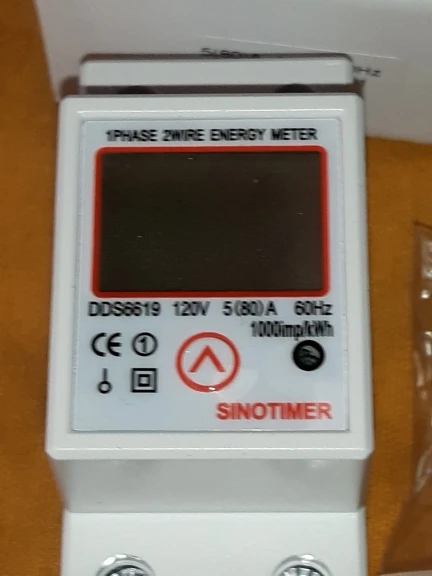 1PHASE 2WIRE ENERGY METER
DDS6619 120V 5(80)A 60Hz
1000imp/kWh
CE 1
SINOTIMER